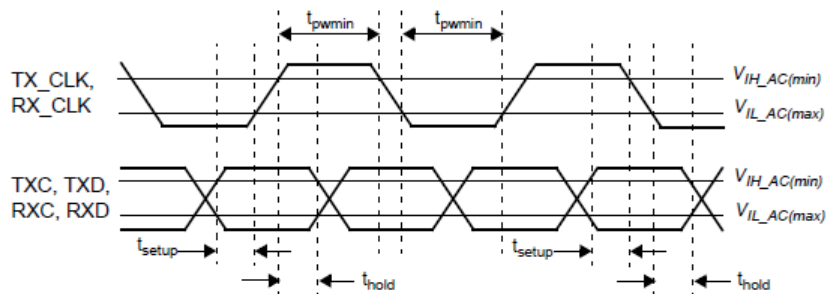 tpwmin tpwmin
TX_CLK,
RX_CLK
VIH_AC(min)
VIL_AC(max)
TXC, TXD,
RXC, RXD
VIH_AC(min)
VIL_AC(max)
tsetup tsetup
thold thold